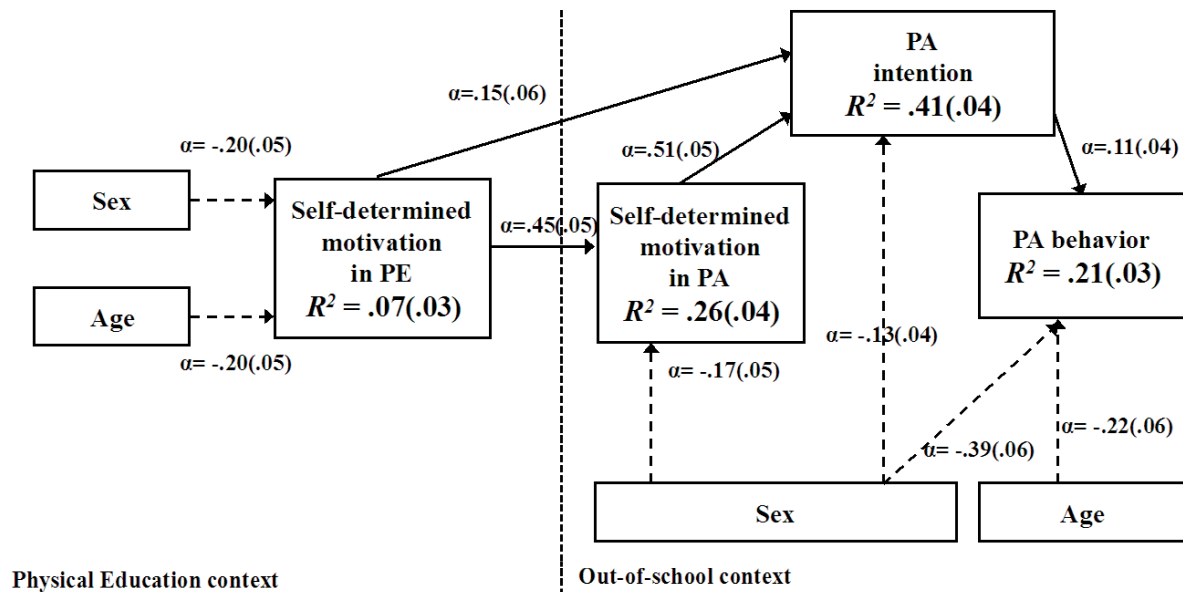 PA
intention
R² = .41(.04)
α=.15(.06)
α= -.20(.05)
α=.51(.05)
α=.11(.04)
Sex
Self-determined
motivation
in PE
R² = .07(.03)
α=.45(.05)
Self-determined
motivation
in PA
R² = .26(.04)
PA behavior
R² = .21(.03)
Age
α= -.20(.05)
α= -.17(.05)
α= -.13(.04)
α= -.39(.06)
α= -.22(.06)
Sex
Age
Physical Education context
Out-of-school context